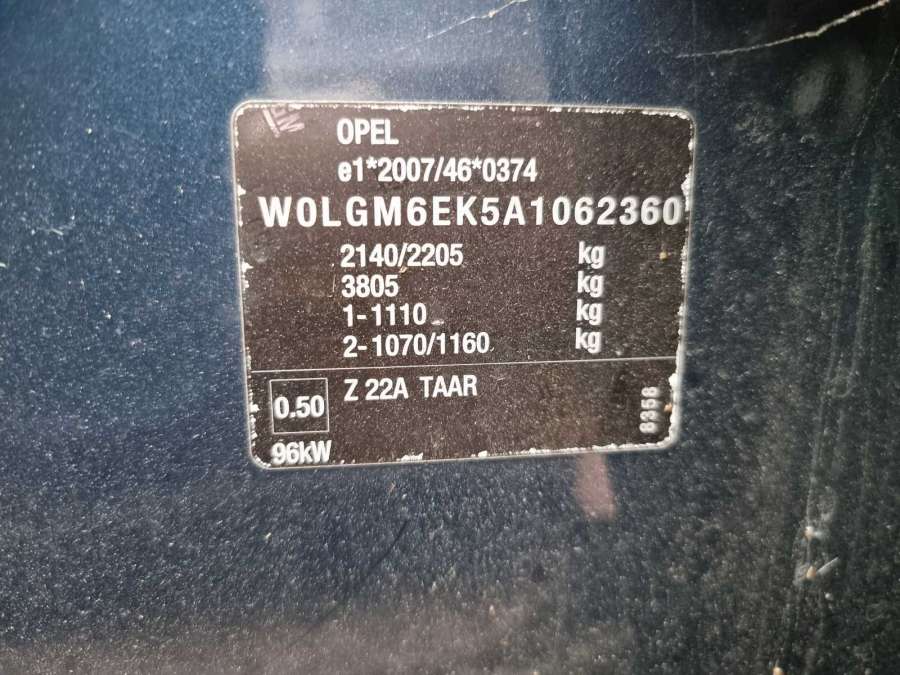 OPEL
e1*2007/46*0374
W0LGM6EK5A1062360
2140/2205 kg
3805 kg
1-1110 kg
2-1070/1160 kg
0.50 Z 22A TAAR
96kW
8358